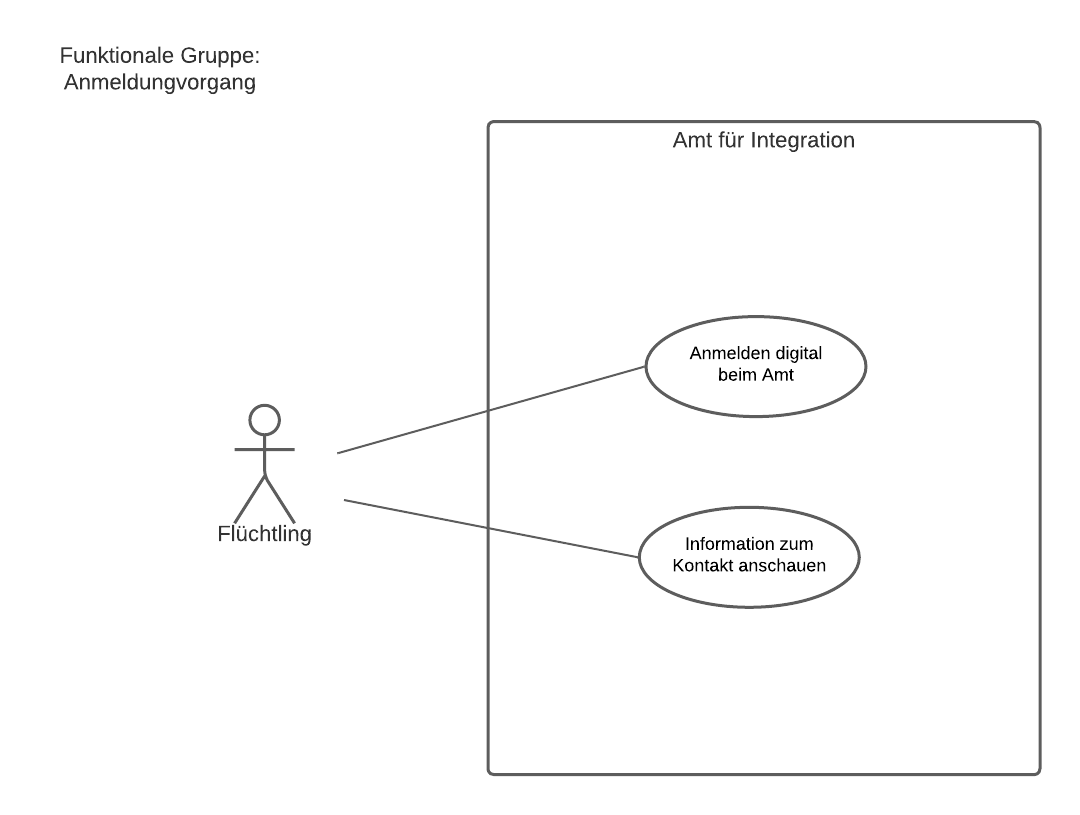 Funktionale Gruppe:
Anmeldungvorgang
Amt für Integration
Anmelden digital
beim Amt
Flüchtling
Information zum
Kontakt anschauen